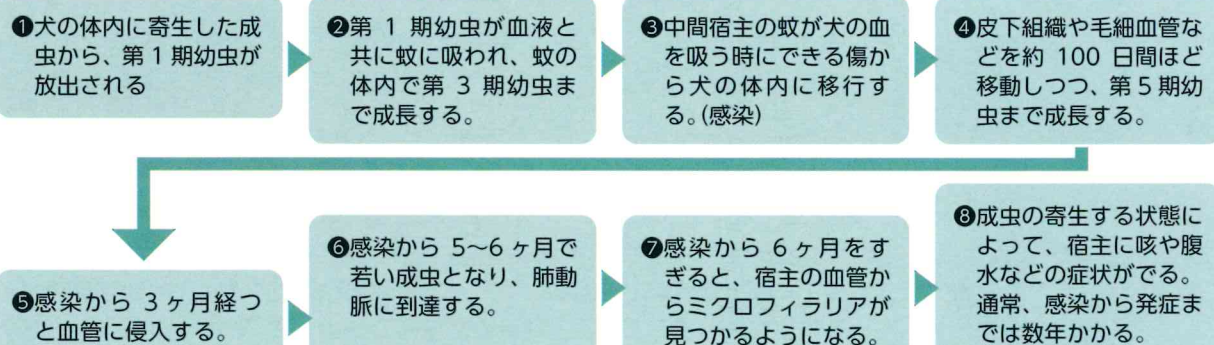 ❶犬の体内に寄生した成
虫から、第1期幼虫が
放出される
❷第 1 期幼虫が血液と
共に蚊に吸われ、蚊の
体内で第 3 期幼虫ま
で成長する。
❸中間宿主の蚊が犬の血
を吸う時にできる傷か
ら犬の体内に移行す
る。(感染)
❹皮下組織や毛細血管な
どを約 100 日間ほど
移動しつつ、第5期幼
虫まで成長する。
❺感染から 3 ヶ月経つ
と血管に侵入する。
❻感染から 5〜6 ヶ月で
若い成虫となり、肺動
脈に到達する。
❼感染から 6 ヶ月をす
ぎると、宿主の血管か
らミクロフィラリアが
見つかるようになる。
❽成虫の寄生する状態に
よって、宿主に咳や腹
水などの症状がでる。
通常、感染から発症ま
では数年かかる。